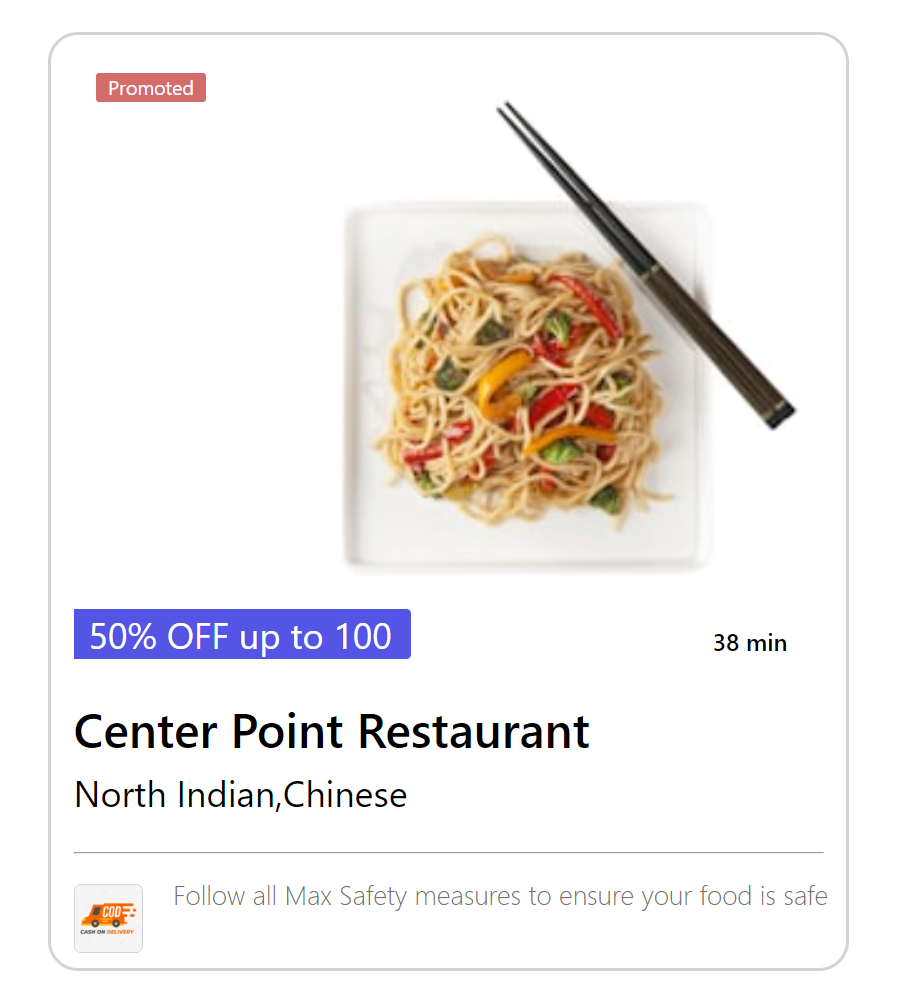 Promoted
50% OFF up to 100
38 min
Center Point Restaurant
North Indian,Chinese
Follow all Max Safety measures to ensure your food is safe
COD
CASH ON DELIVERY